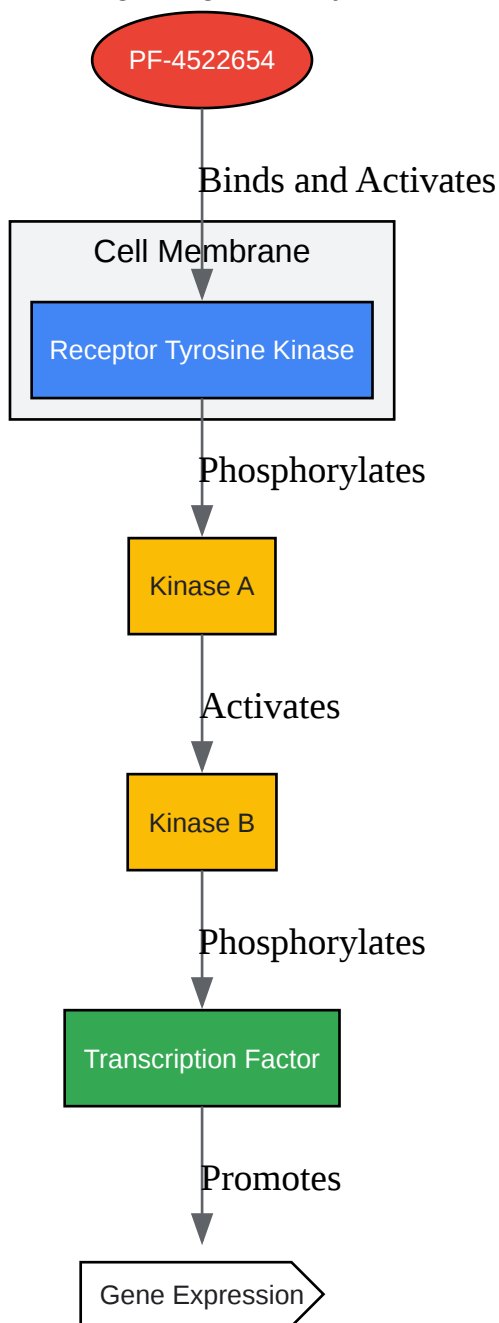 PF-4522654
Binds and Activates
Cell Membrane
Receptor Tyrosine Kinase
Phosphorylates
Kinase A
Activates
Kinase B
Phosphorylates
Transcription Factor
Promotes
Gene Expression